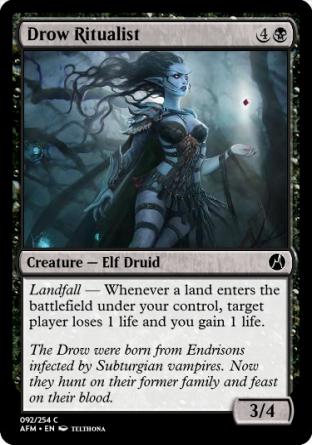 Drow Ritualist 4
Creature — Elf Druid
Landfall — Whenever a land enters the
battlefield under your control, target
player loses 1 life and you gain 1 life.
The Drow were born from Endrisons
infected by Subturgian vampires. Now
they hunt on their former family and feast
on their blood.
3/4
092/254 C
AFM • EN TELTHONA